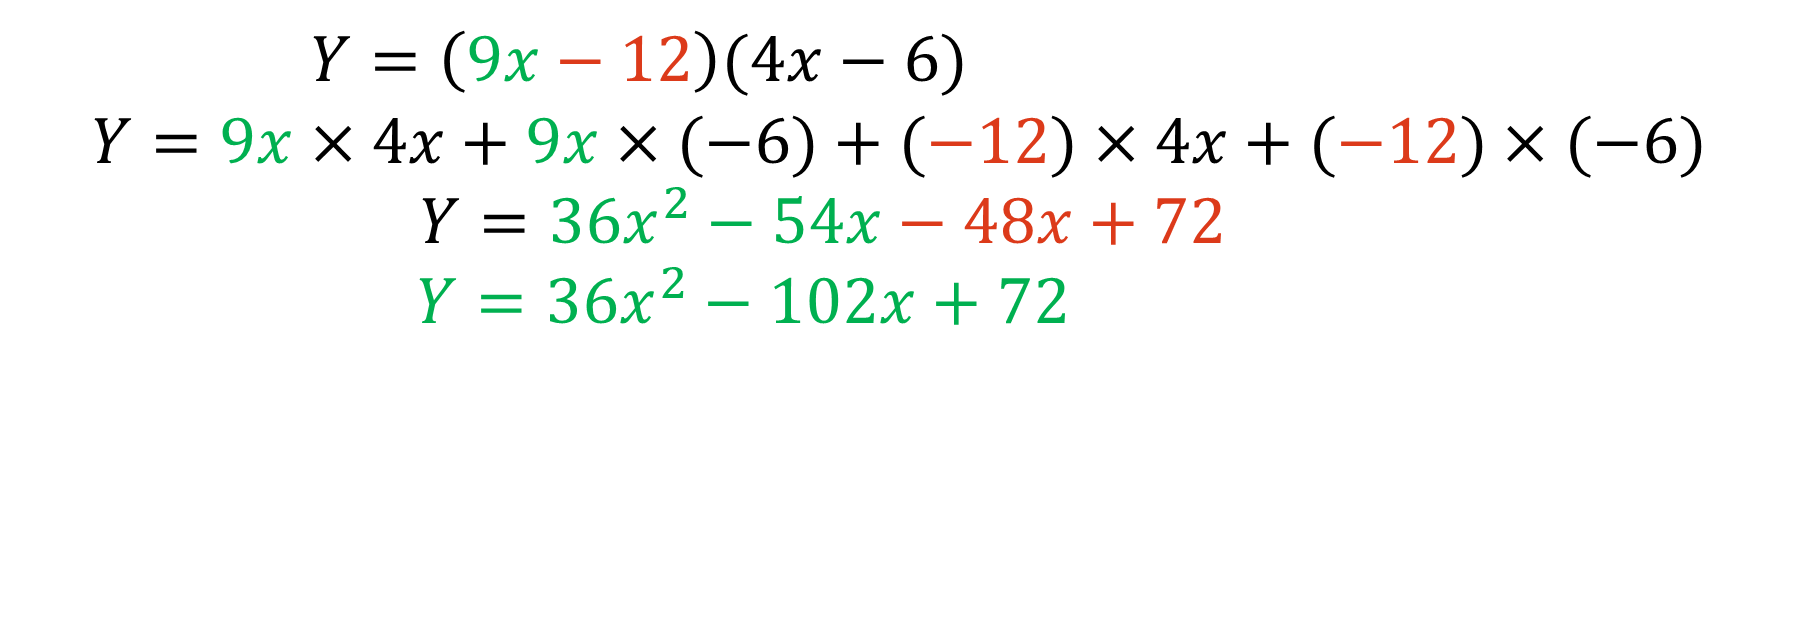 Y = (9x − 12)(4x − 6)
Y = 9x × 4x + 9x × (−6) + (−12) × 4x + (−12) × (−6)
Y = 36x² − 54x − 48x + 72
Y = 36x² − 102x + 72